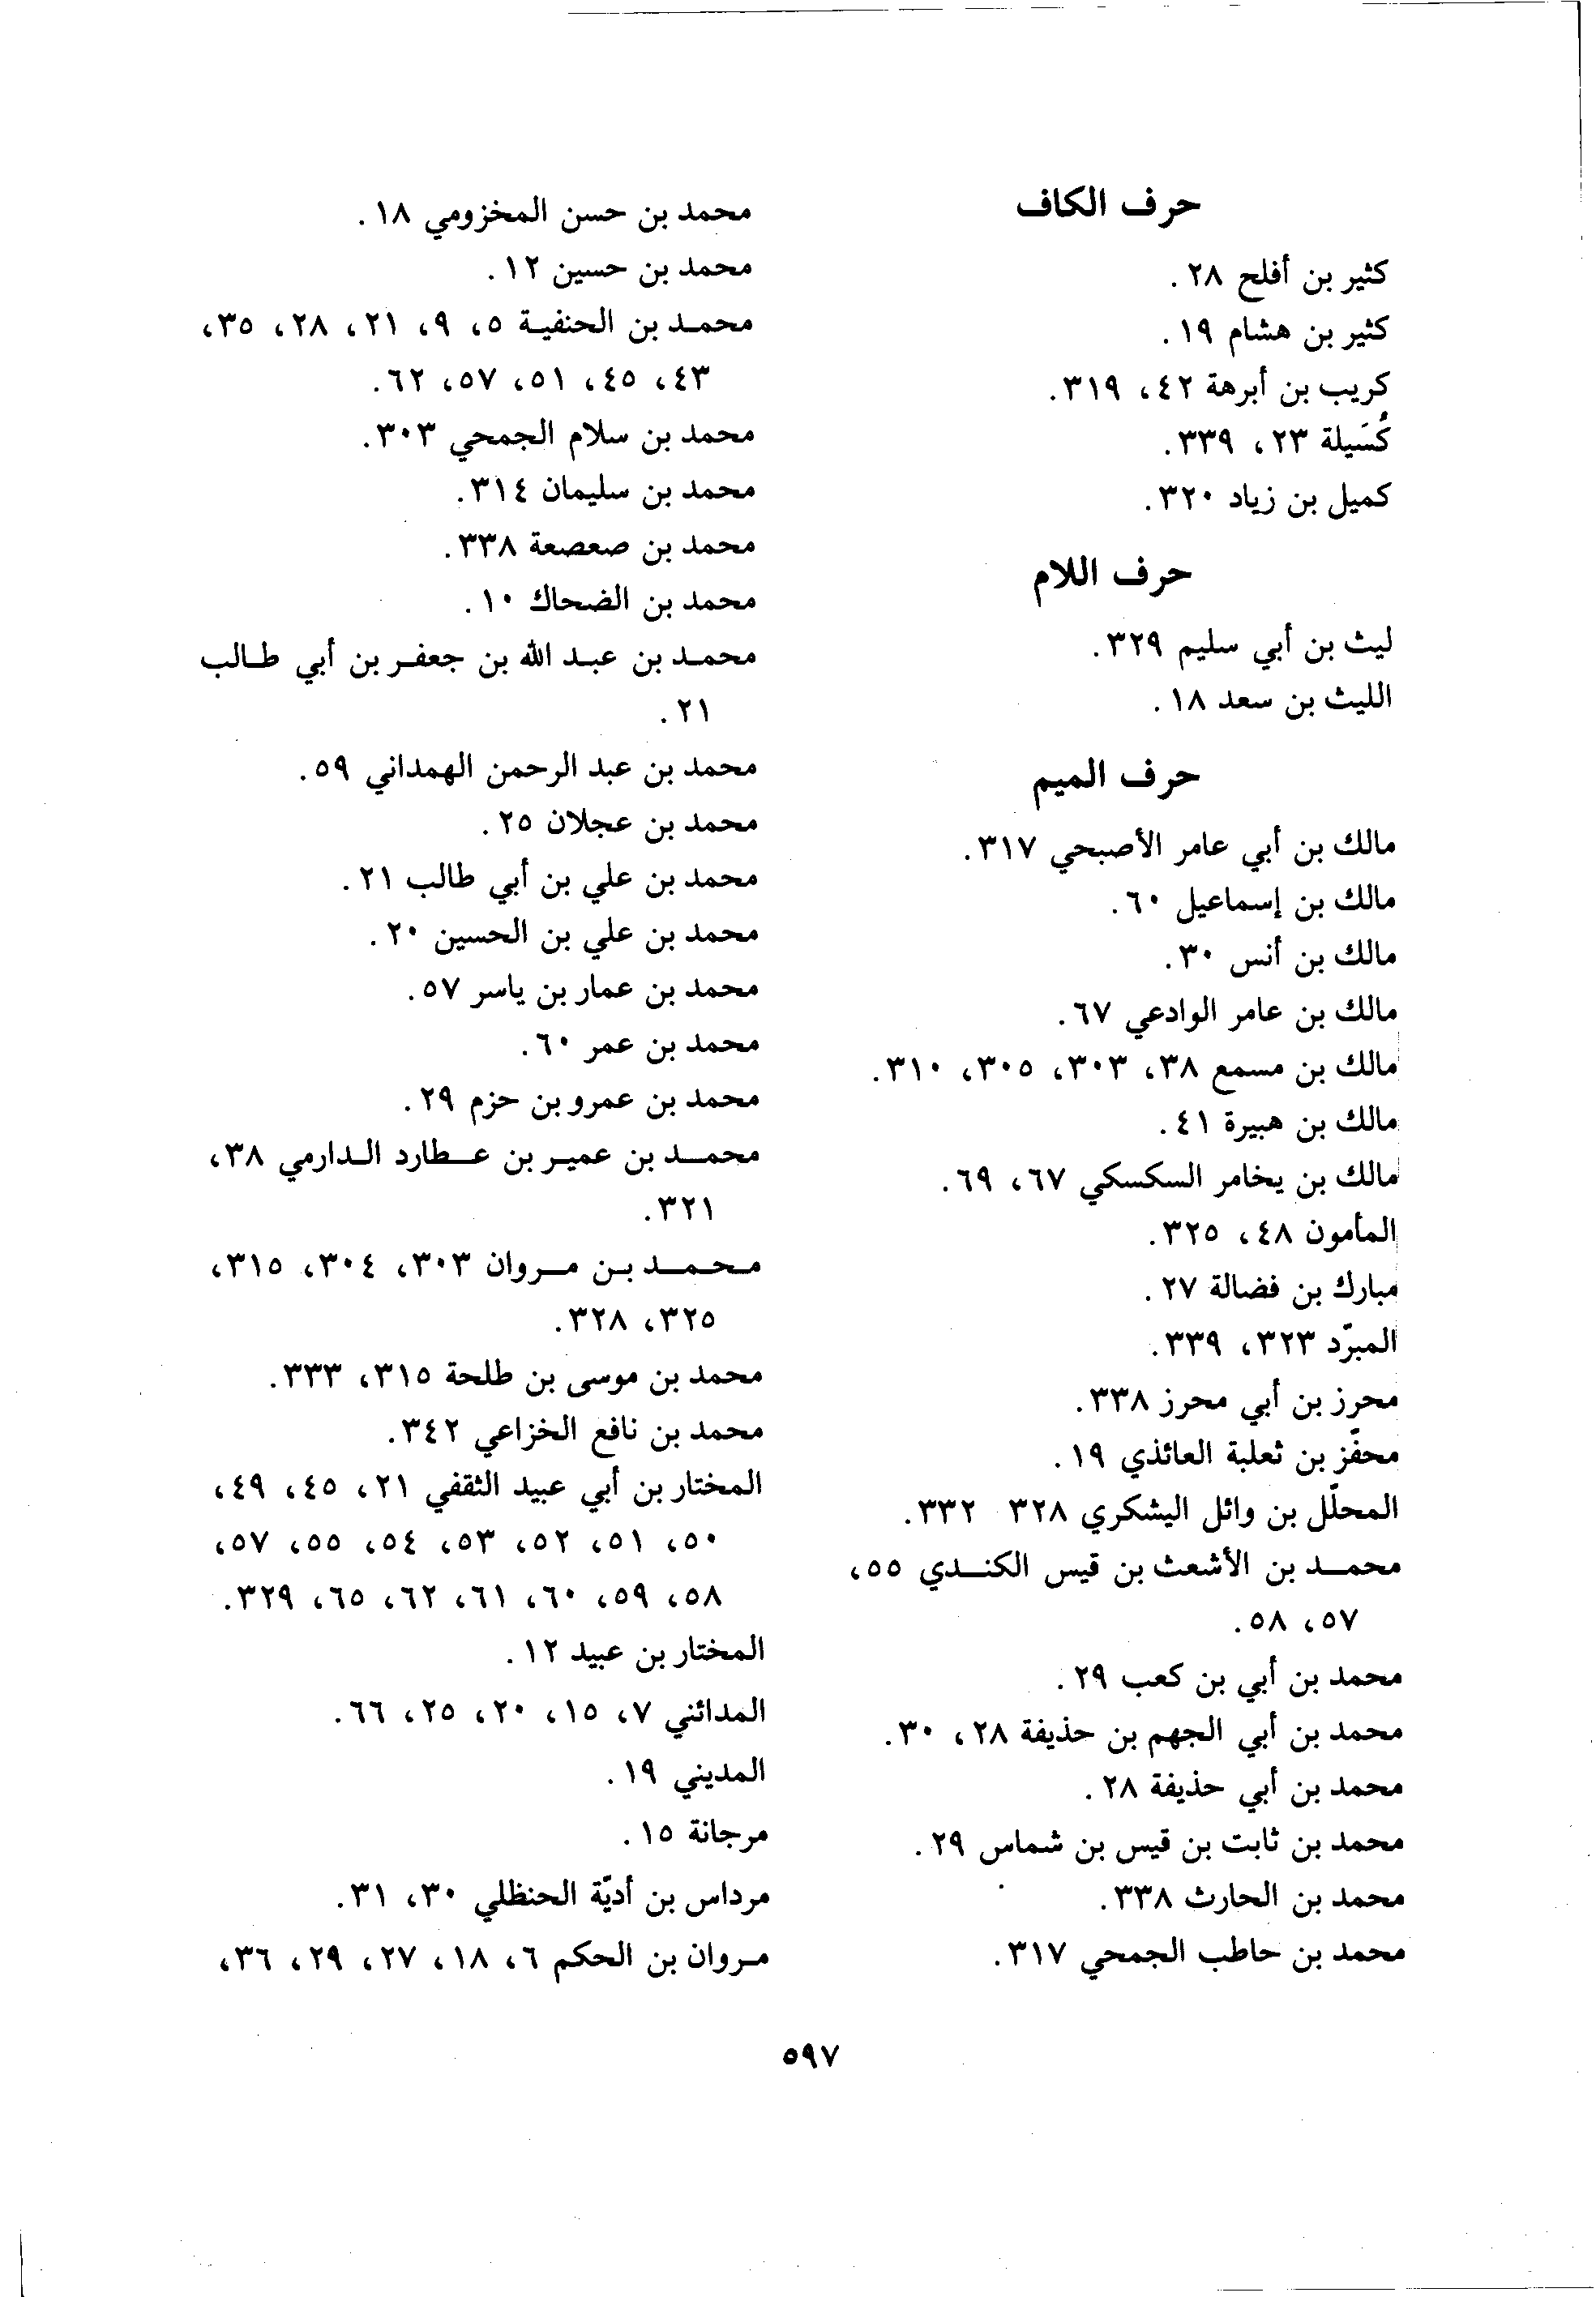 حرف الكاف
كثير بن أفلح ٢٨.
كثير بن هشام ١٩.
كريب بن أبرهة ٤٢، ٣١٩.
كُسَيلة ٢٣، ٣٣٩.
كميل بن زياد ٣٢٠.
حرف اللام
ليث بن أبي سليم ٣٢٩.
الليث بن سعد ١٨.
حرف الميم
مالك بن أبي عامر الأصبحي ٣١٧.
مالك بن إسماعيل ٦٠.
مالك بن أنس ٣٠.
مالك بن عامر الوادعي ٦٧.
مالك بن مسمع ٣٨، ٣٠٣، ٣٠٥، ٣١٠.
مالك بن هبيرة ٤١.
مالك بن يخامر السكسكي ٦٧، ٦٩.
المأمون ٤٨، ٣٢٥.
مبارك بن فضالة ٢٧.
المبرّد ٣٢٣، ٣٣٩.
محرز بن أبي محرز ٣٣٨.
محفّز بن ثعلبة العائذي ١٩.
المحلّل بن وائل اليشكري ٣٢٨ ٣٣٢.
محمد بن الأشعث بن قيس الكندي ٥٥،
٥٧، ٥٨.
محمد بن أبي بن كعب ٢٩.
محمد بن أبي الجهم بن حذيفة ٢٨، ٣٠.
محمد بن أبي حذيفة ٢٨.
محمد بن ثابت بن قيس بن شماس ٢٩.
محمد بن الحارث ٣٣٨.
محمد بن حاطب الجمحي ٣١٧.
محمد بن حسن المخزومي ١٨.
محمد بن حسين ١٢.
محمد بن الحنفية ٥، ٩، ٢١، ٢٨، ٣٥،
٤٣، ٤٥، ٥١، ٥٧، ٦٢.
محمد بن سلام الجمحي ٣٠٣.
محمد بن سليمان ٣١٤.
محمد بن صعصعة ٣٣٨.
محمد بن الضحاك ١٠.
محمد بن عبد الله بن جعفر بن أبي طالب
٢١.
محمد بن عبد الرحمن الهمداني ٥٩.
محمد بن عجلان ٢٥.
محمد بن علي بن أبي طالب ٢١.
محمد بن علي بن الحسين ٢٠.
محمد بن عمار بن ياسر ٥٧.
محمد بن عمر ٦٠.
محمد بن عمرو بن حزم ٢٩.
محمد بن عمير بن عطارد الدارمي ٣٨،
٣٢١.
محمد بن مروان ٣٠٣، ٣٠٤، ٣١٥،
٣٢٥، ٣٢٨.
محمد بن موسى بن طلحة ٣١٥، ٣٣٣.
محمد بن نافع الخزاعي ٣٤٢.
المختار بن أبي عبيد الثقفي ٢١، ٤٥، ٤٩،
٥٠، ٥١، ٥٢، ٥٣، ٥٤، ٥٥، ٥٧،
٥٨، ٥٩، ٦٠، ٦١، ٦٢، ٦٥، ٣٢٩.
المختار بن عبيد ١٢.
المدائني ٧، ١٥، ٢٠، ٢٥، ٦٦.
المديني ١٩.
مرجانة ١٥.
مرداس بن أديّة الحنظلي ٣٠، ٣١.
مروان بن الحكم ٦، ١٨، ٢٧، ٢٩، ٣٦،
٥٩٧